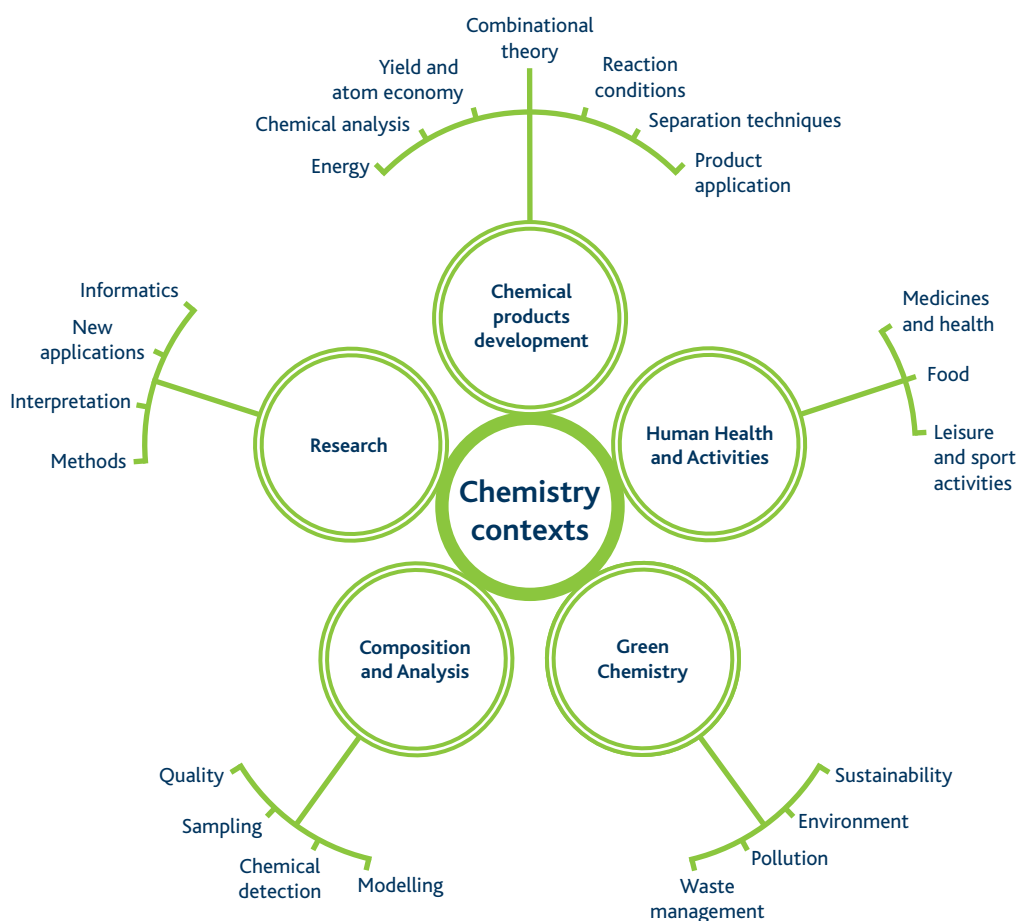 Combinational
theory
Yield and
atom economy
Reaction
conditions
Chemical analysis
Separation techniques
Energy
Product
application
Chemical
products
development
Informatics
New
applications
Interpretation
Methods
Research
Medicines
and health
Food
Leisure
and sport
activities
Human Health
and Activities
Chemistry
contexts
Composition
and Analysis
Green
Chemistry
Quality
Sampling
Chemical
detection
Modelling
Sustainability
Environment
Pollution
Waste
management